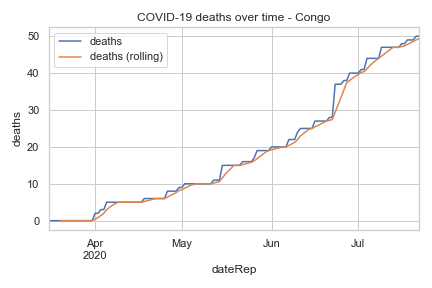 COVID-19 deaths over time - Congo
deaths
deaths (rolling)
50
40
30
20
10
0
deaths
Apr
2020
May
Jun
Jul
dateRep